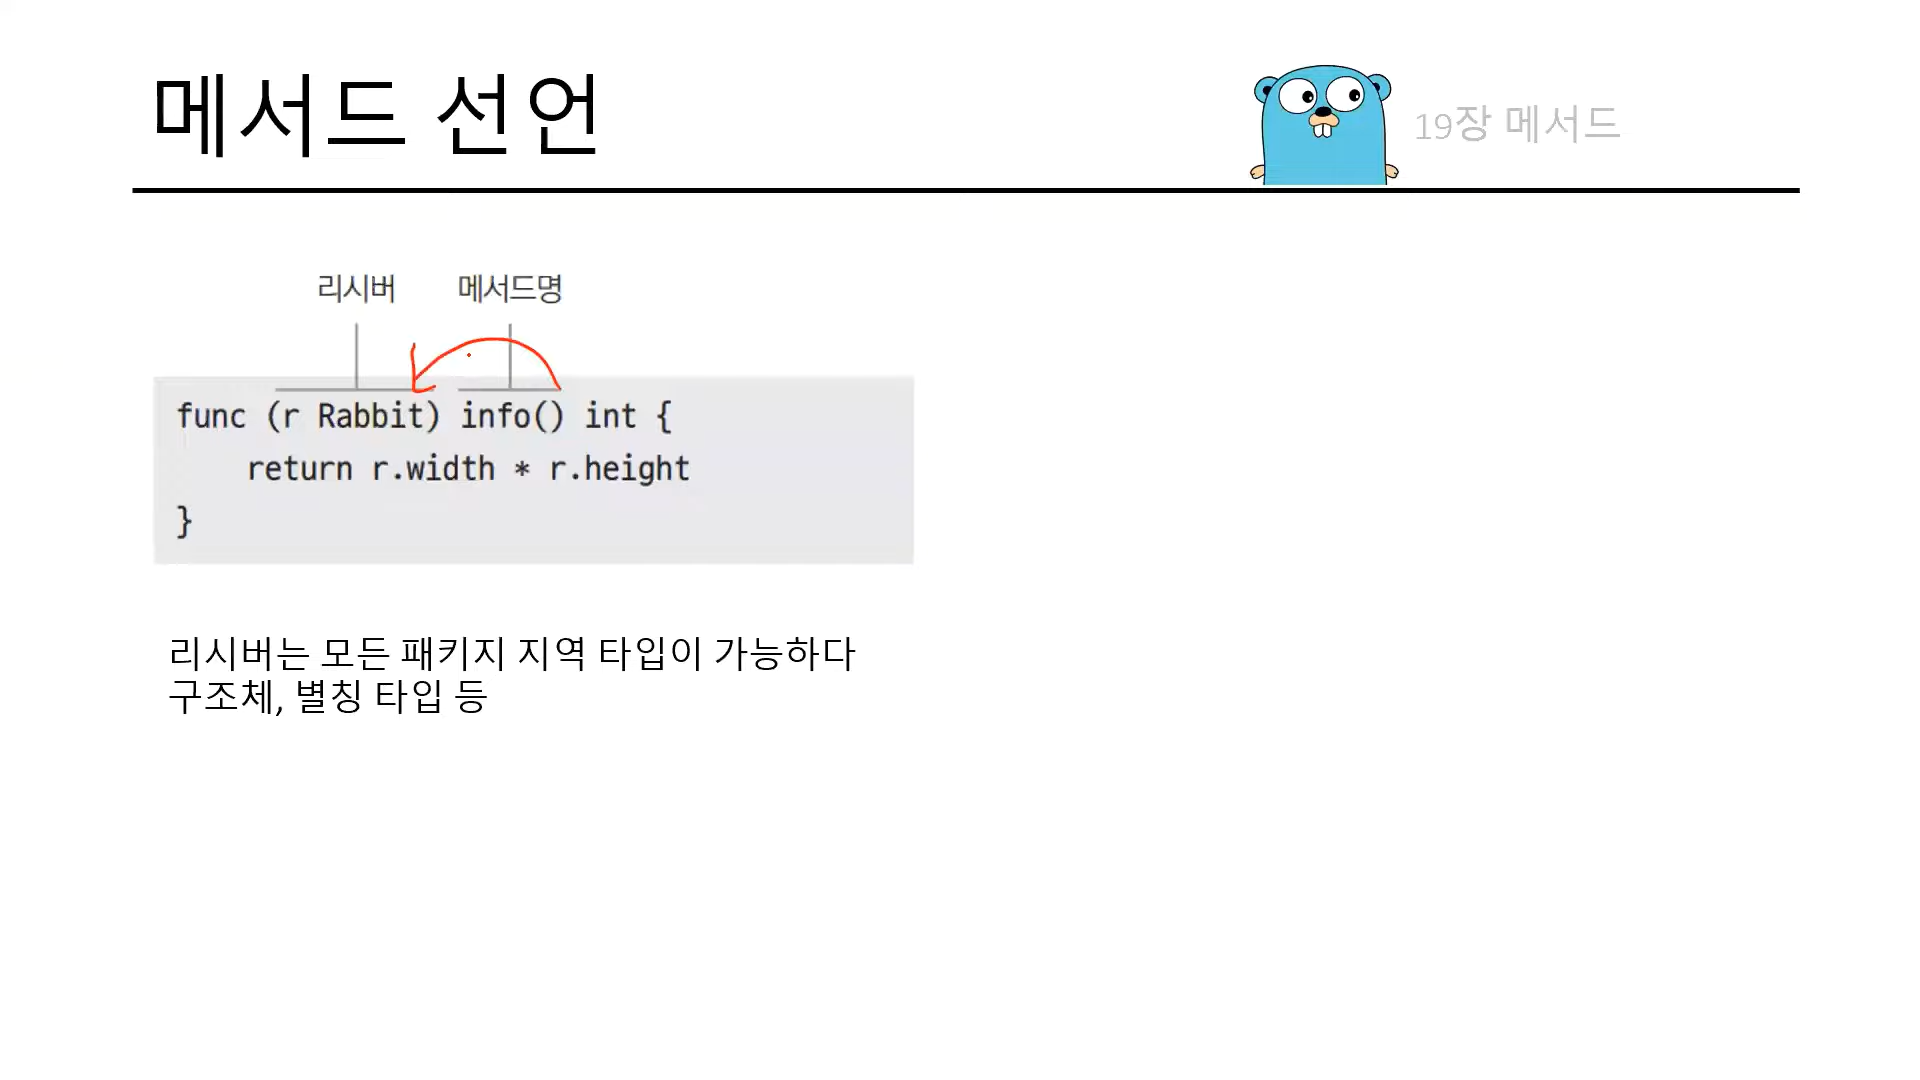 메서드 선언
19장 메서드
리시버 메서드명
func (r Rabbit) info() int {
    return r.width * r.height
}
리시버는 모든 패키지 지역 타입이 가능하다
구조체, 별칭 타입 등